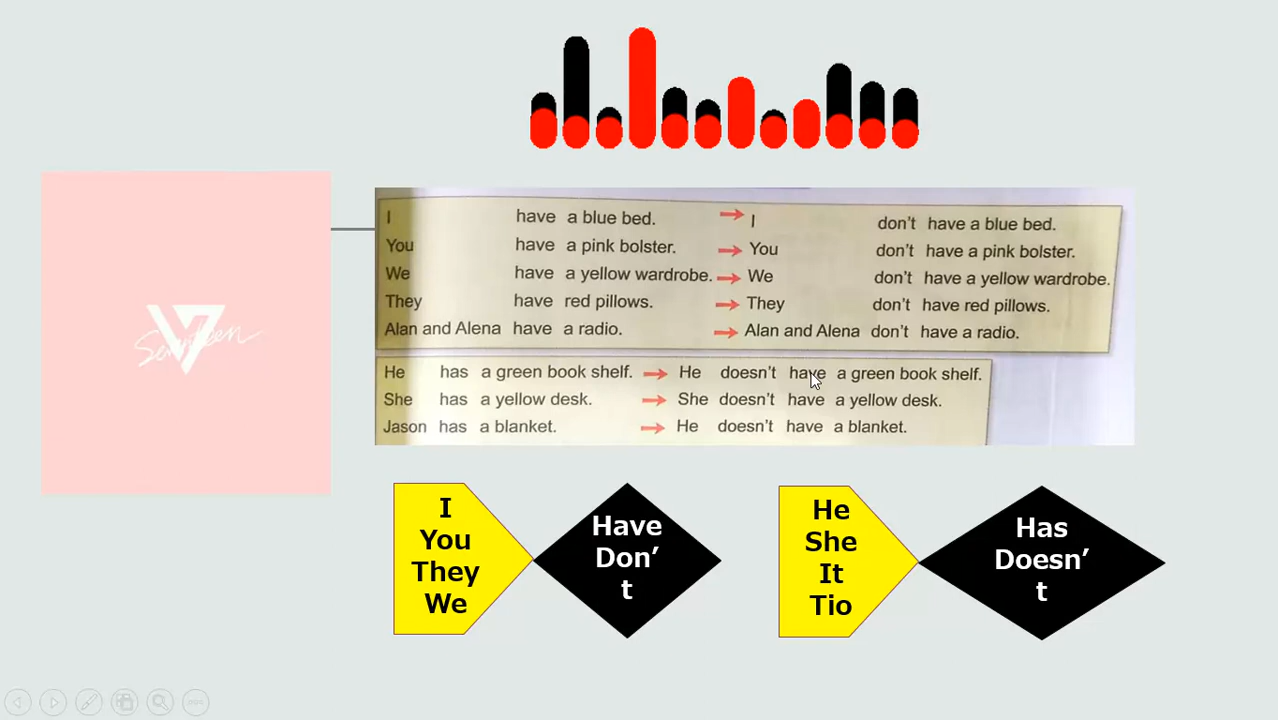 I have a blue bed. → I don't have a blue bed.
You have a pink bolster. → You don't have a pink bolster.
We have a yellow wardrobe. → We don't have a yellow wardrobe.
They have red pillows. → They don't have red pillows.
Alan and Alena have a radio. → Alan and Alena don't have a radio.
He has a green book shelf. → He doesn't have a green book shelf.
She has a yellow desk. → She doesn't have a yellow desk.
Jason has a blanket. → He doesn't have a blanket.
Seventeen
I
You
They
We
Have
Don’
t
He
She
It
Tio
Has
Doesn’
t